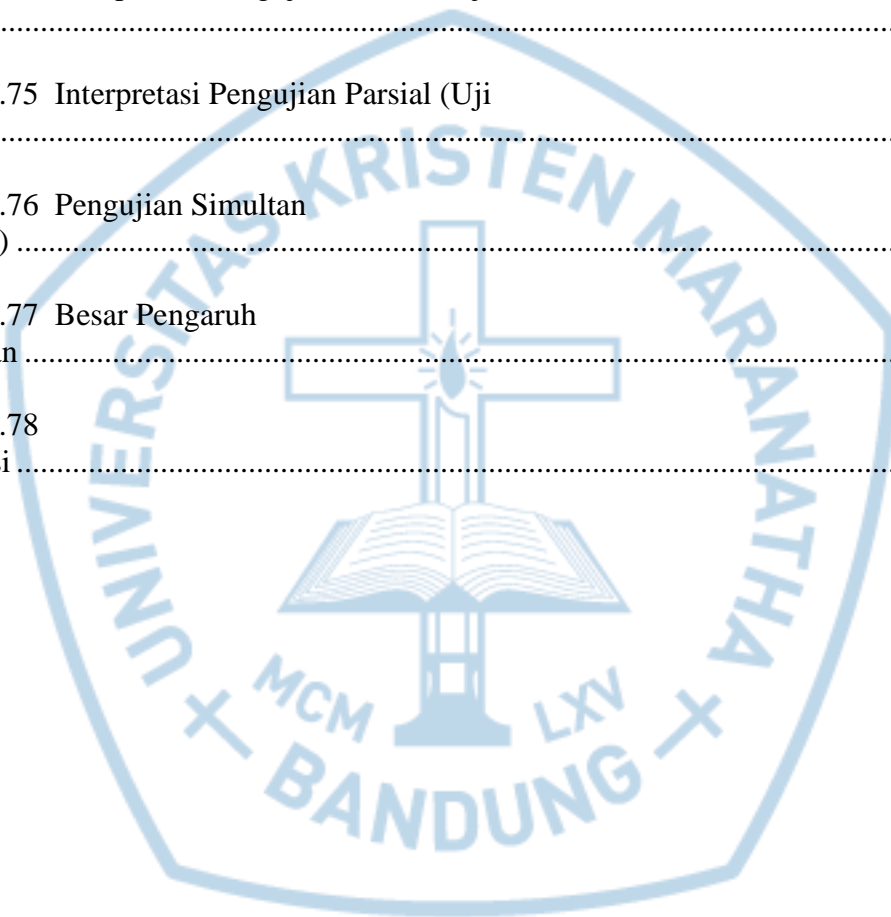 .75 Interpretasi Pengujian Parsial (Uji
.76 Pengujian Simultan
) ........................................................................................................
.77 Besar Pengaruh
n ........................................................................................................
.78
i ........................................................................................................
UNIVERSITAS KRISTEN MARANATHA
MCM LXV
BANDUNG